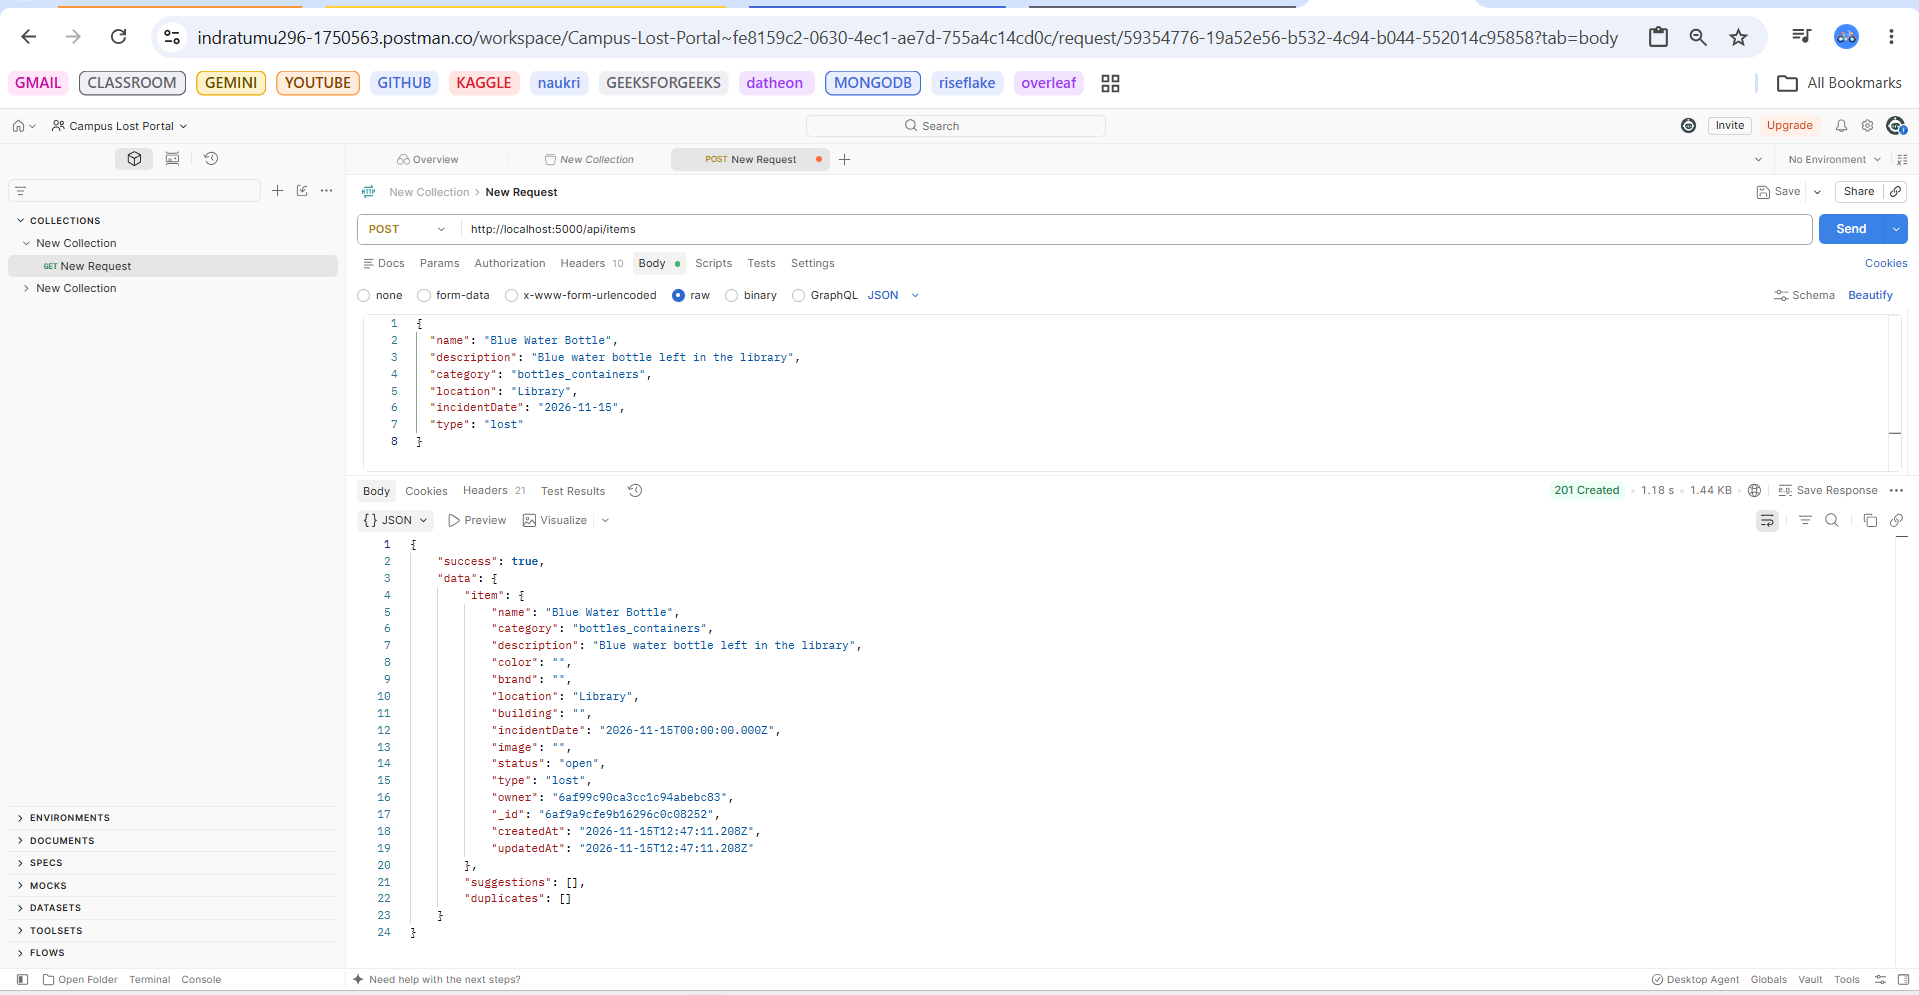 indratumu296-1750563.postman.co/workspace/Campus-Lost-Portal~fe8159c2-0630-4ec1-ae7d-755a4c14cd0c/request/59354776-19a52e56-b532-4c94-b044-552014c95858?tab=body
GMAIL CLASSROOM GEMINI YOUTUBE GITHUB KAGGLE naukri GEEKSFORGEEKS datheon MONGODB riseflake overleaf All Bookmarks
Campus Lost Portal Search Invite Upgrade
Overview New Collection POST New Request No Environment
New Collection > New Request Save Share
COLLECTIONS
New Collection
GET New Request
New Collection
POST http://localhost:5000/api/items Send
Docs Params Authorization Headers 10 Body Scripts Tests Settings Cookies
none form-data x-www-form-urlencoded raw binary GraphQL JSON Schema Beautify
1 {
2 "name": "Blue Water Bottle",
3 "description": "Blue water bottle left in the library",
4 "category": "bottles_containers",
5 "location": "Library",
6 "incidentDate": "2026-11-15",
7 "type": "lost"
8 }
Body Cookies Headers 21 Test Results 201 Created 1.18 s 1.44 KB Save Response
{} JSON Preview Visualize
1 {
2 "success": true,
3 "data": {
4 "item": {
5 "name": "Blue Water Bottle",
6 "category": "bottles_containers",
7 "description": "Blue water bottle left in the library",
8 "color": "",
9 "brand": "",
10 "location": "Library",
11 "building": "",
12 "incidentDate": "2026-11-15T00:00:00.000Z",
13 "image": "",
14 "status": "open",
15 "type": "lost",
16 "owner": "6af99c90ca3cc1c94abebc83",
17 "_id": "6af9a9cfe9b16296c0c08252",
18 "createdAt": "2026-11-15T12:47:11.208Z",
19 "updatedAt": "2026-11-15T12:47:11.208Z"
20 },
21 "suggestions": [],
22 "duplicates": []
23 }
24 }
ENVIRONMENTS
DOCUMENTS
SPECS
MOCKS
DATASETS
TOOLSETS
FLOWS
Open Folder Terminal Console Need help with the next steps? Desktop Agent Globals Vault Tools